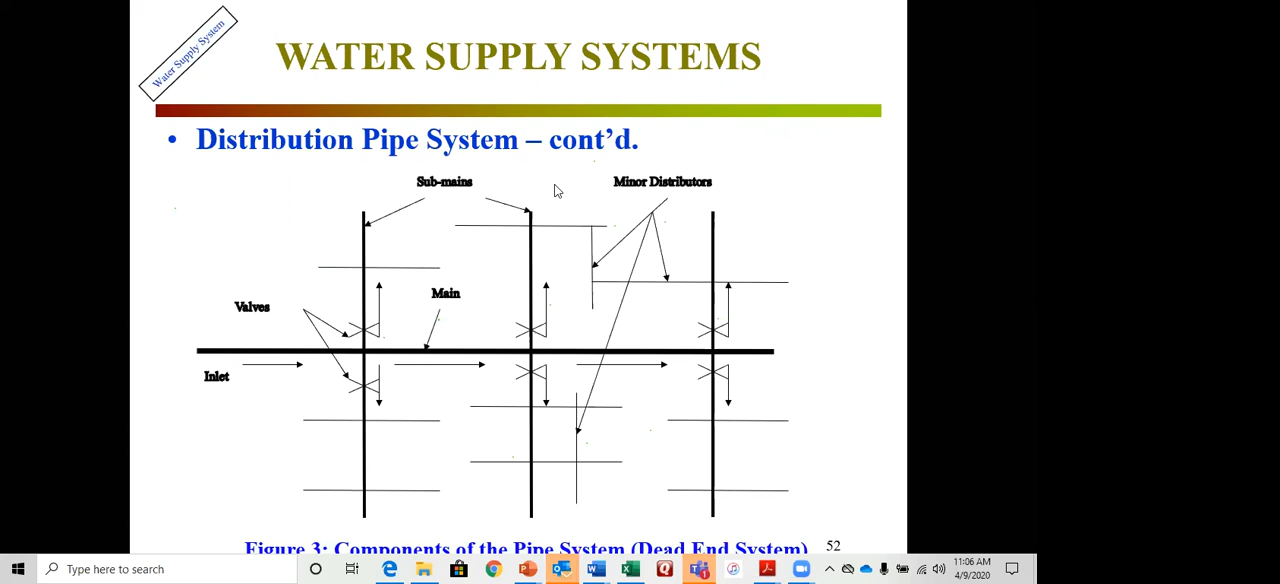 Water Supply System
WATER SUPPLY SYSTEMS
• Distribution Pipe System – cont’d.
Sub-mains
Minor Distributors
Valves
Main
Inlet
Figure 3: Components of the Pipe System (Dead End System)
52
Type here to search
11:06 AM
4/9/2020